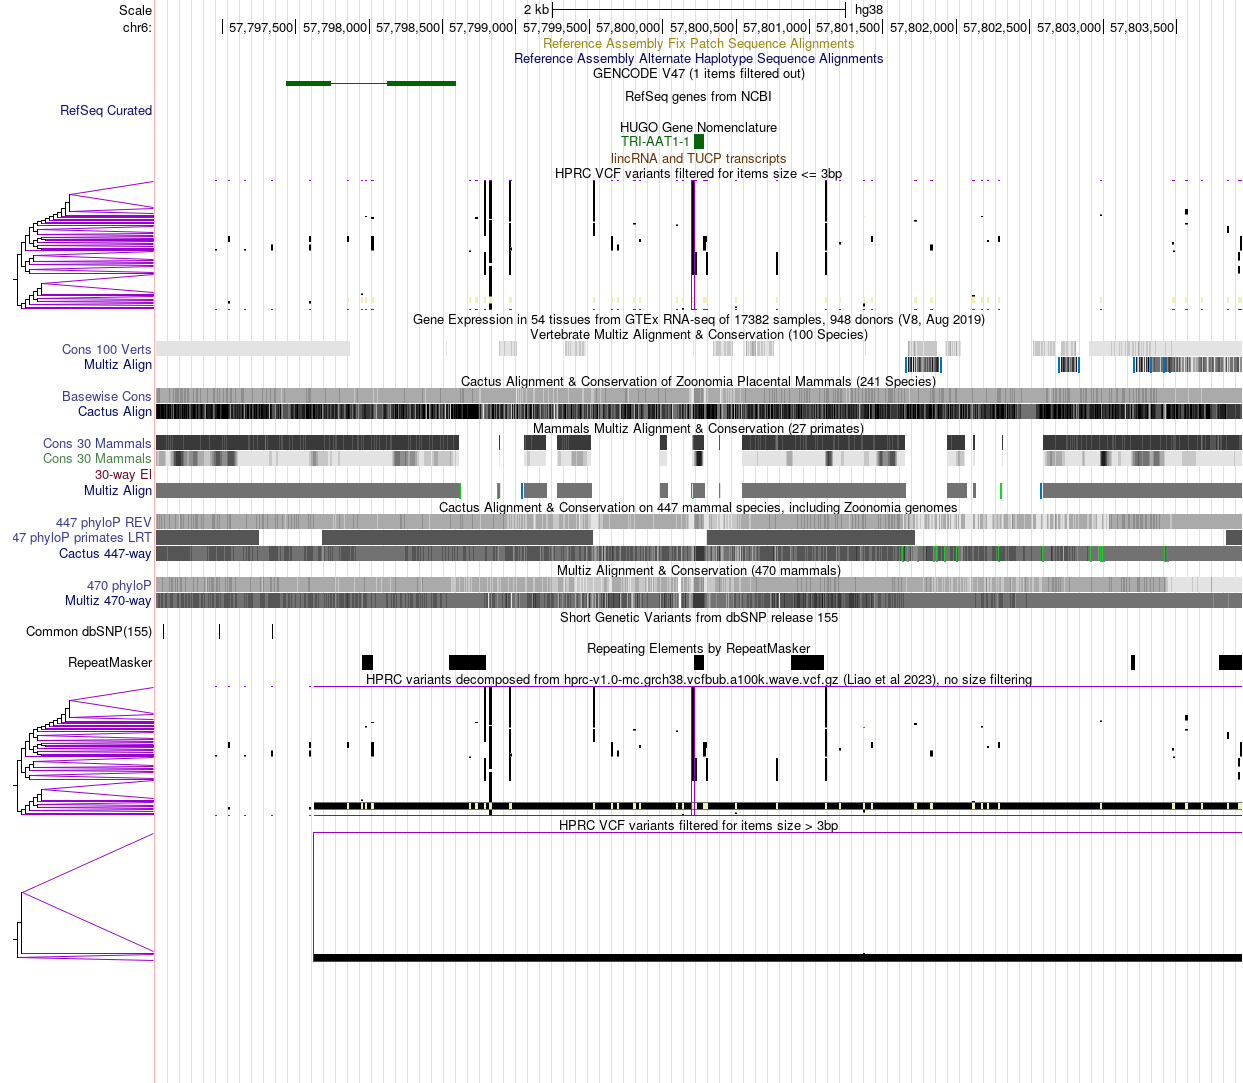 Scale 2 kb hg38
chr6: 57,797,500 57,798,000 57,798,500 57,799,000 57,799,500 57,800,000 57,800,500 57,801,000 57,801,500 57,802,000 57,802,500 57,803,000 57,803,500
Reference Assembly Fix Patch Sequence Alignments
Reference Assembly Alternate Haplotype Sequence Alignments
GENCODE V47 (1 items filtered out)
RefSeq genes from NCBI
RefSeq Curated
HUGO Gene Nomenclature
TRI-AAT1-1
lincRNA and TUCP transcripts
HPRC VCF variants filtered for items size <= 3bp
Gene Expression in 54 tissues from GTEx RNA-seq of 17382 samples, 948 donors (V8, Aug 2019)
Vertebrate Multiz Alignment & Conservation (100 Species)
Cons 100 Verts
Multiz Align
Cactus Alignment & Conservation of Zoonomia Placental Mammals (241 Species)
Basewise Cons
Cactus Align
Mammals Multiz Alignment & Conservation (27 primates)
Cons 30 Mammals
Cons 30 Mammals
30-way El
Multiz Align
Cactus Alignment & Conservation on 447 mammal species, including Zoonomia genomes
447 phyloP REV
47 phyloP primates LRT
Cactus 447-way
Multiz Alignment & Conservation (470 mammals)
470 phyloP
Multiz 470-way
Short Genetic Variants from dbSNP release 155
Common dbSNP(155)
Repeating Elements by RepeatMasker
RepeatMasker
HPRC variants decomposed from hprc-v1.0-mc.grch38.vcfbub.a100k.wave.vcf.gz (Liao et al 2023), no size filtering
HPRC VCF variants filtered for items size > 3bp